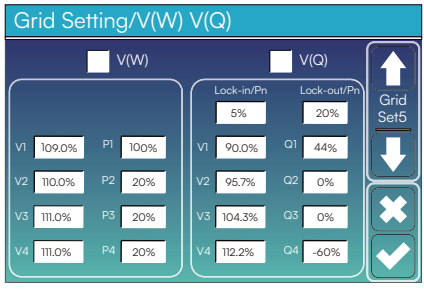 Grid Setting/V(W) V(Q)
V(W)
V(Q)
Lock-in/Pn Lock-out/Pn
5% 20%
V1 109.0% P1 100%
V2 110.0% P2 20%
V3 111.0% P3 20%
V4 111.0% P4 20%
V1 90.0% Q1 44%
V2 95.7% Q2 0%
V3 104.3% Q3 0%
V4 112.2% Q4 -60%
Grid
Set5